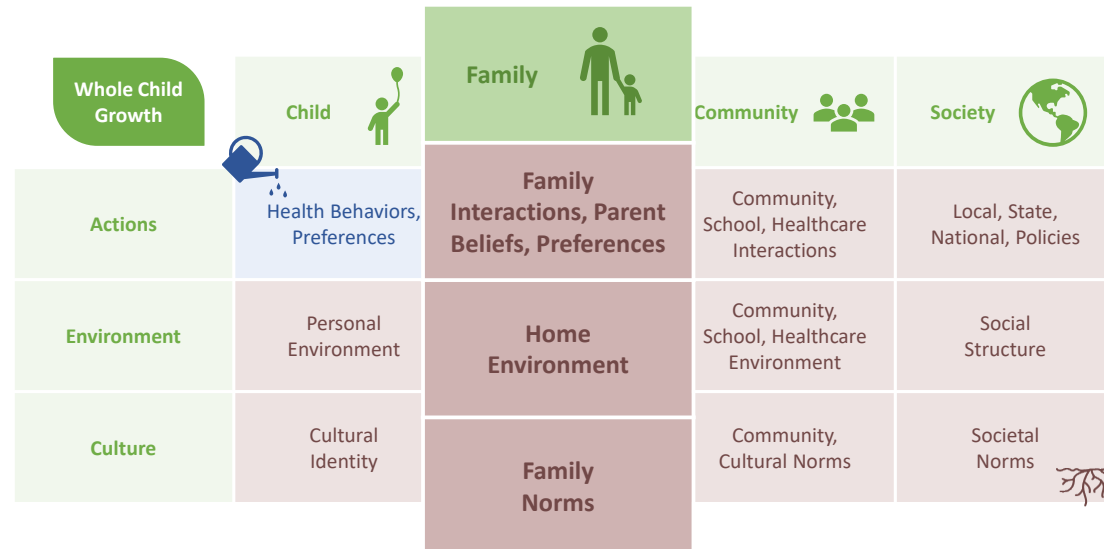 Whole Child
Growth
Child
Family
Community
Society
Actions
Health Behaviors,
Preferences
Family
Interactions, Parent
Beliefs, Preferences
Community,
School, Healthcare
Interactions
Local, State,
National, Policies
Environment
Personal
Environment
Home
Environment
Community,
School, Healthcare
Environment
Social
Structure
Culture
Cultural
Identity
Family
Norms
Community,
Cultural Norms
Societal
Norms